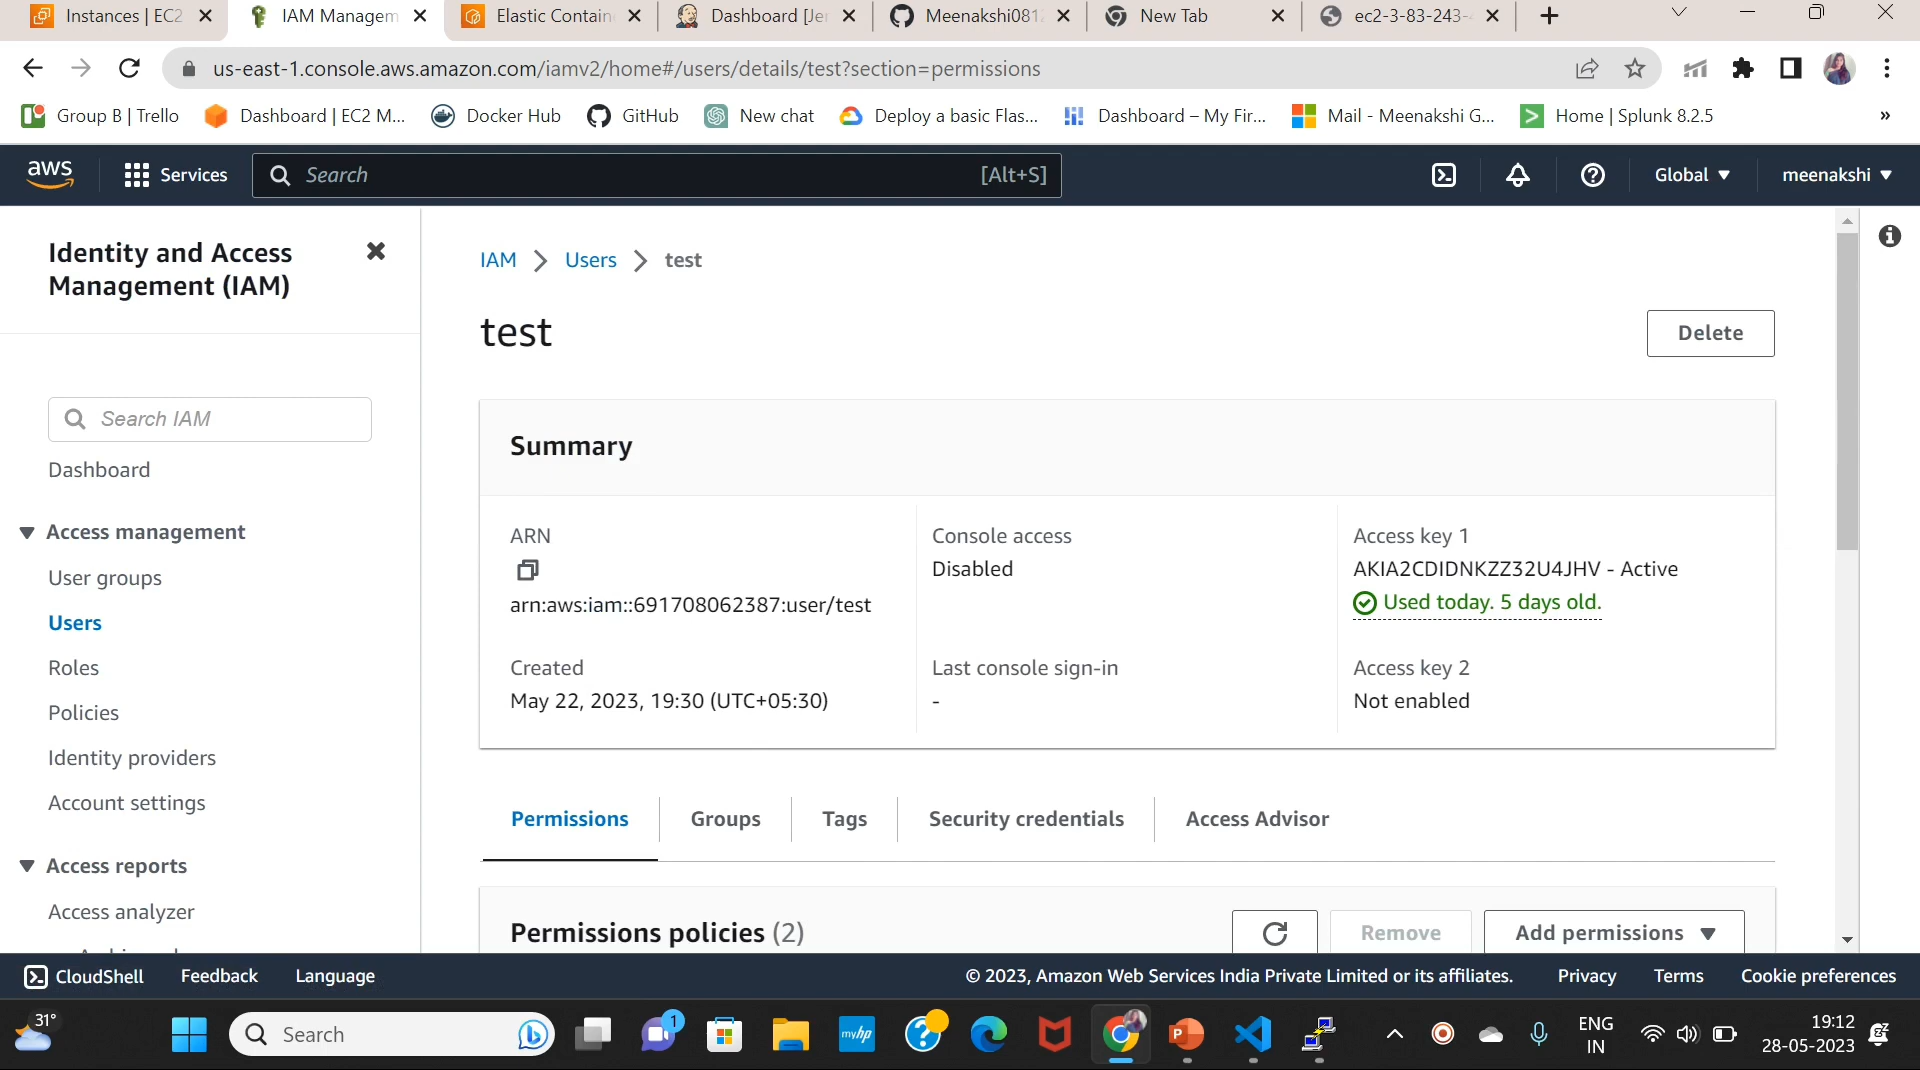 Instances | EC2
IAM Managem
Elastic Contain
Dashboard [Je
Meenakshi081
New Tab
ec2-3-83-243-
us-east-1.console.aws.amazon.com/iamv2/home#/users/details/test?section=permissions
Group B | Trello
Dashboard | EC2 M...
Docker Hub
GitHub
New chat
Deploy a basic Flas...
Dashboard – My Fir...
Mail - Meenakshi G...
Home | Splunk 8.2.5
»
aws
Services
Search
[Alt+S]
Global
meenakshi
Identity and Access
Management (IAM)
IAM > Users > test
test
Delete
Search IAM
Dashboard
Access management
User groups
Users
Roles
Policies
Identity providers
Account settings
Access reports
Access analyzer
Summary
ARN
arn:aws:iam::691708062387:user/test
Created
May 22, 2023, 19:30 (UTC+05:30)
Console access
Disabled
Last console sign-in
-
Access key 1
AKIA2CDIDNKZZ32U4JHV - Active
Used today. 5 days old.
Access key 2
Not enabled
Permissions
Groups
Tags
Security credentials
Access Advisor
Permissions policies (2)
Remove
Add permissions
CloudShell
Feedback
Language
© 2023, Amazon Web Services India Private Limited or its affiliates.
Privacy
Terms
Cookie preferences
31°
Search
1
myhp
ENG
IN
19:12
28-05-2023